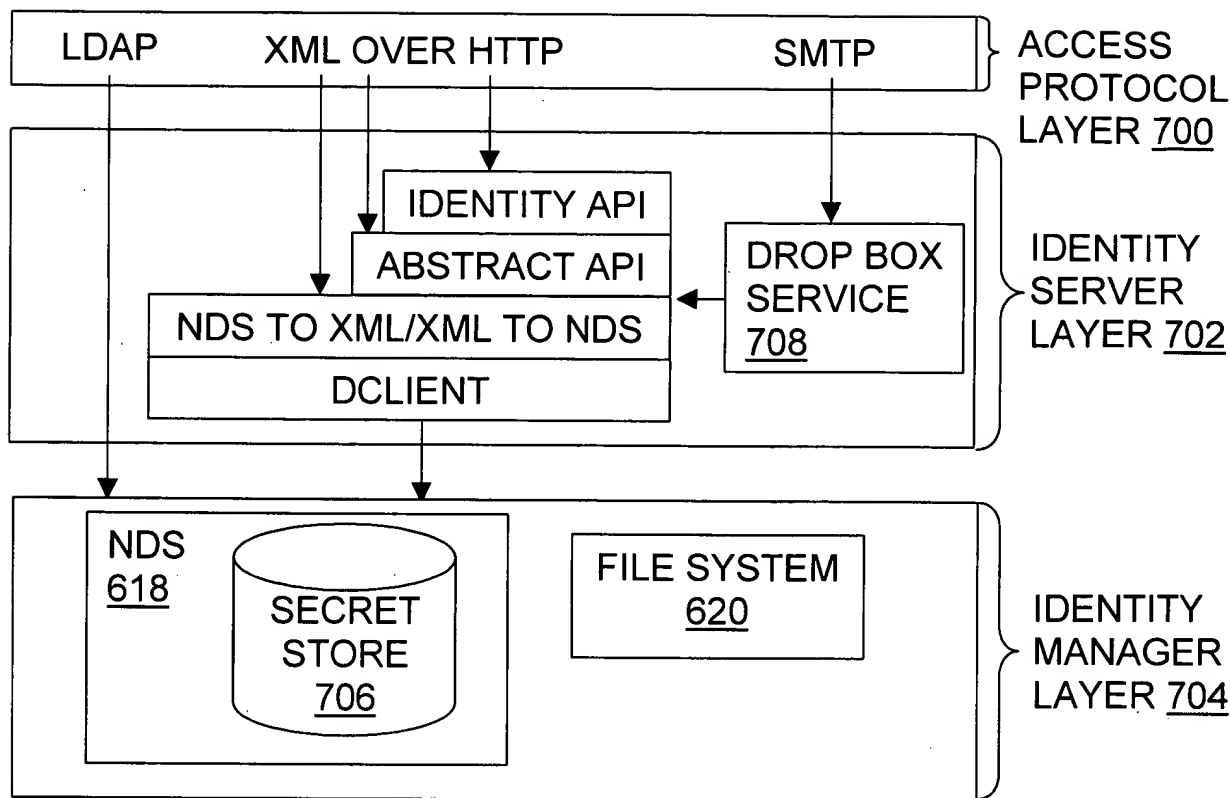 LDAP
XML OVER HTTP
SMTP
ACCESS
PROTOCOL
LAYER 700
IDENTITY API
ABSTRACT API
NDS TO XML/XML TO NDS
DCLIENT
DROP BOX
SERVICE
708
IDENTITY
SERVER
LAYER 702
NDS
618
SECRET
STORE
706
FILE SYSTEM
620
IDENTITY
MANAGER
LAYER 704